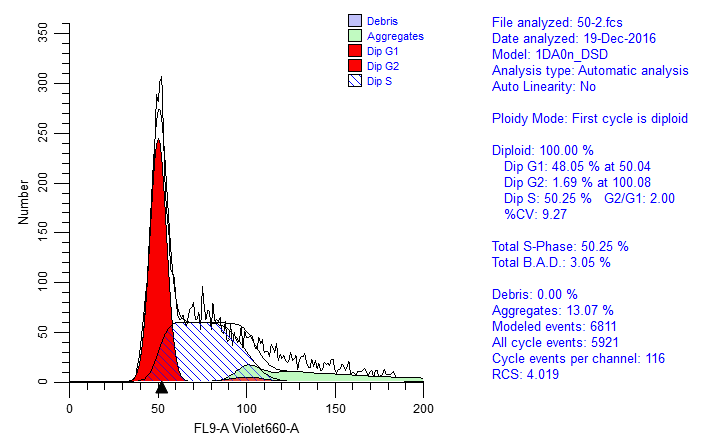 Number
350
300
250
200
150
100
50
0
0
50
100
150
200
FL9-A Violet660-A
Debris
Aggregates
Dip G1
Dip G2
Dip S
File analyzed: 50-2.fcs
Date analyzed: 19-Dec-2016
Model: 1DA0n_DSD
Analysis type: Automatic analysis
Auto Linearity: No
Ploidy Mode: First cycle is diploid
Diploid: 100.00 %
Dip G1: 48.05 % at 50.04
Dip G2: 1.69 % at 100.08
Dip S: 50.25 % G2/G1: 2.00
%CV: 9.27
Total S-Phase: 50.25 %
Total B.A.D.: 3.05 %
Debris: 0.00 %
Aggregates: 13.07 %
Modeled events: 6811
All cycle events: 5921
Cycle events per channel: 116
RCS: 4.019